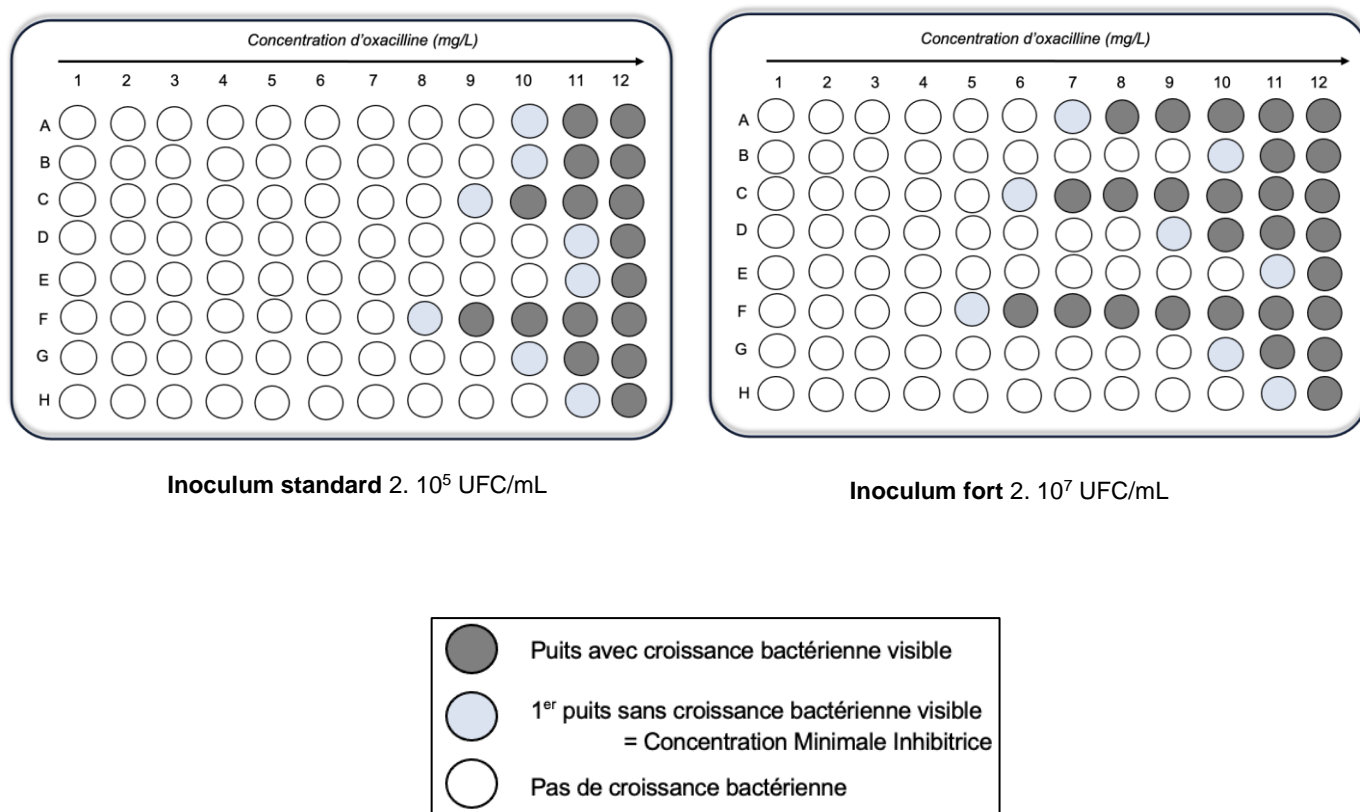 Concentration d'oxacilline (mg/L)
1 2 3 4 5 6 7 8 9 10 11 12
A
B
C
D
E
F
G
H
Inoculum standard 2. 10⁵ UFC/mL
Concentration d'oxacilline (mg/L)
1 2 3 4 5 6 7 8 9 10 11 12
A
B
C
D
E
F
G
H
Inoculum fort 2. 10⁷ UFC/mL
Puits avec croissance bactérienne visible
1er puits sans croissance bactérienne visible
= Concentration Minimale Inhibitrice
Pas de croissance bactérienne